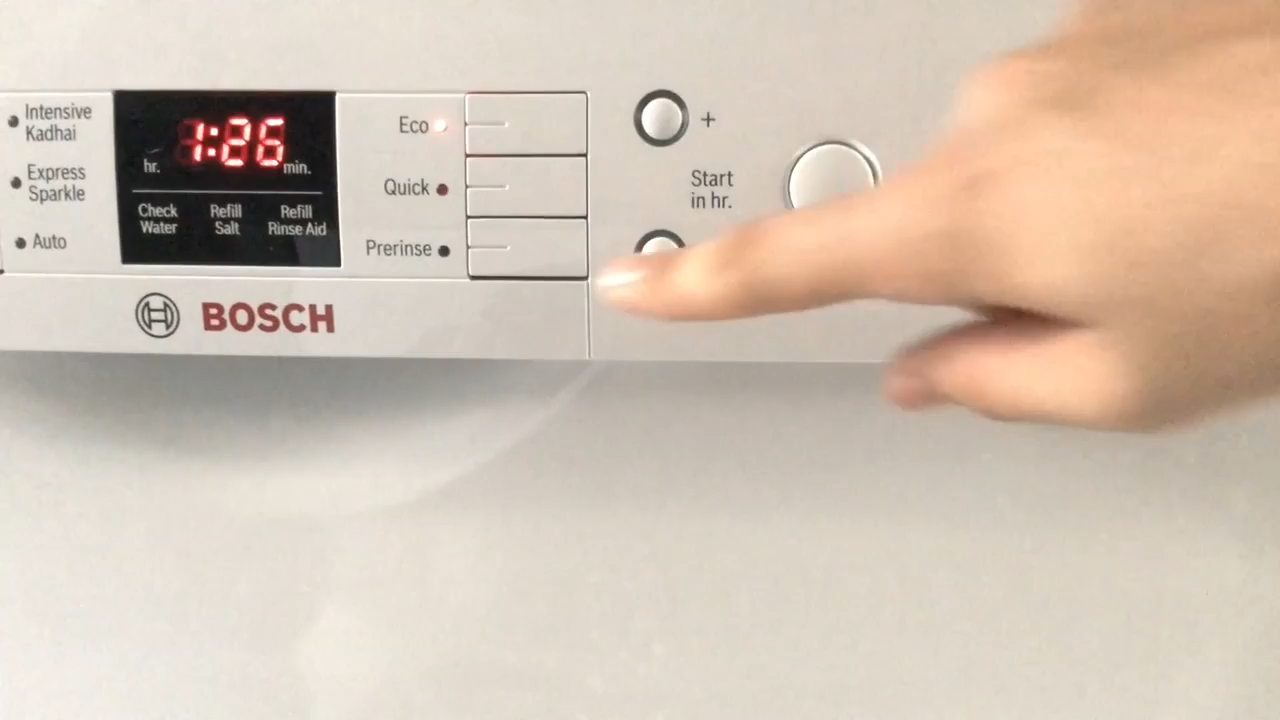 Intensive
Kadhai
Express
Sparkle
Auto
1:26
hr.
min.
Check
Water
Refill
Salt
Refill
Rinse Aid
Eco
Quick
Prerinse
+
Start
in hr.
BOSCH